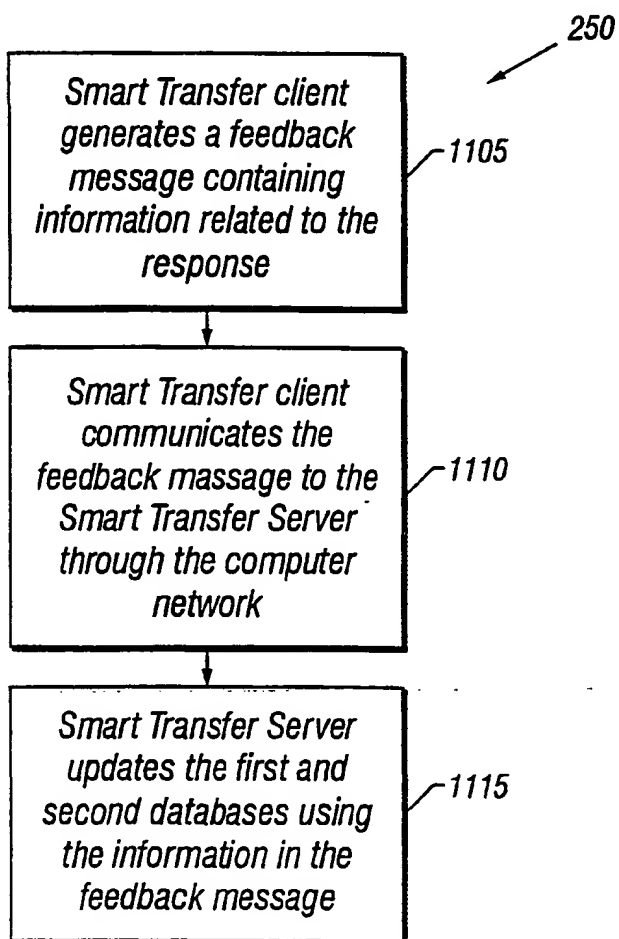 250
Smart Transfer client
generates a feedback
message containing
information related to the
response
1105
Smart Transfer client
communicates the
feedback massage to the
Smart Transfer Server
through the computer
network
1110
Smart Transfer Server
updates the first and
second databases using
the information in the
feedback message
1115